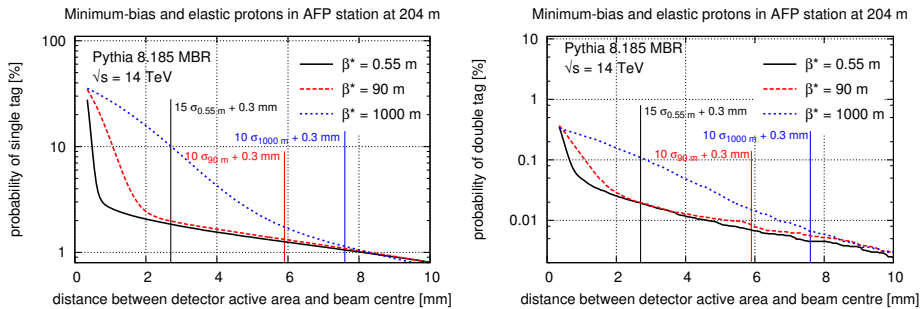 Minimum-bias and elastic protons in AFP station at 204 m
probability of single tag [%]
100
10
1
Pythia 8.185 MBR
√s = 14 TeV
β* = 0.55 m
β* = 90 m
β* = 1000 m
15 σ0.55 m + 0.3 mm
10 σ1000 m + 0.3 mm
10 σ90 m + 0.3 mm
0 2 4 6 8 10
distance between detector active area and beam centre [mm]
Minimum-bias and elastic protons in AFP station at 204 m
probability of double tag [%]
10
1
0.1
0.01
Pythia 8.185 MBR
√s = 14 TeV
β* = 0.55 m
β* = 90 m
β* = 1000 m
15 σ0.55 m + 0.3 mm
10 σ1000 m + 0.3 mm
10 σ90 m + 0.3 mm
0 2 4 6 8 10
distance between detector active area and beam centre [mm]